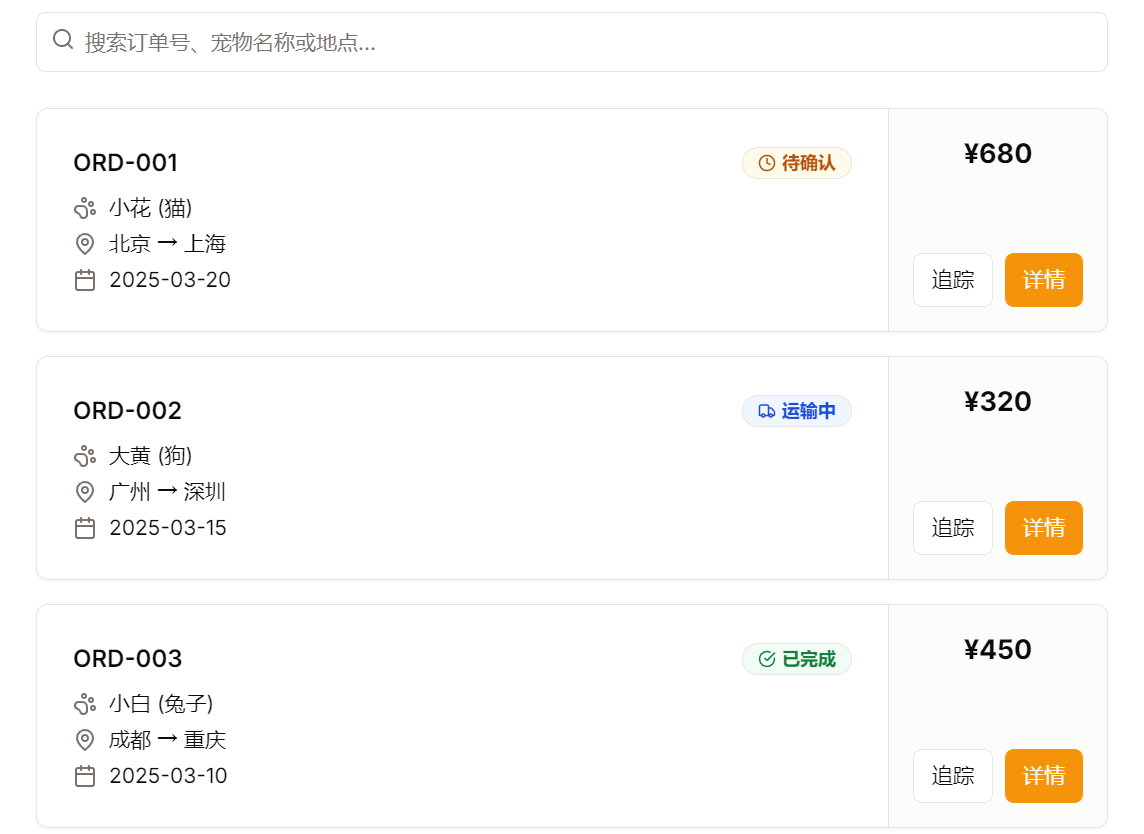 搜索订单号、宠物名称或地点...
ORD-001
待确认
¥680
小花 (猫)
北京 → 上海
2025-03-20
追踪
详情
ORD-002
运输中
¥320
大黄 (狗)
广州 → 深圳
2025-03-15
追踪
详情
ORD-003
已完成
¥450
小白 (兔子)
成都 → 重庆
2025-03-10
追踪
详情